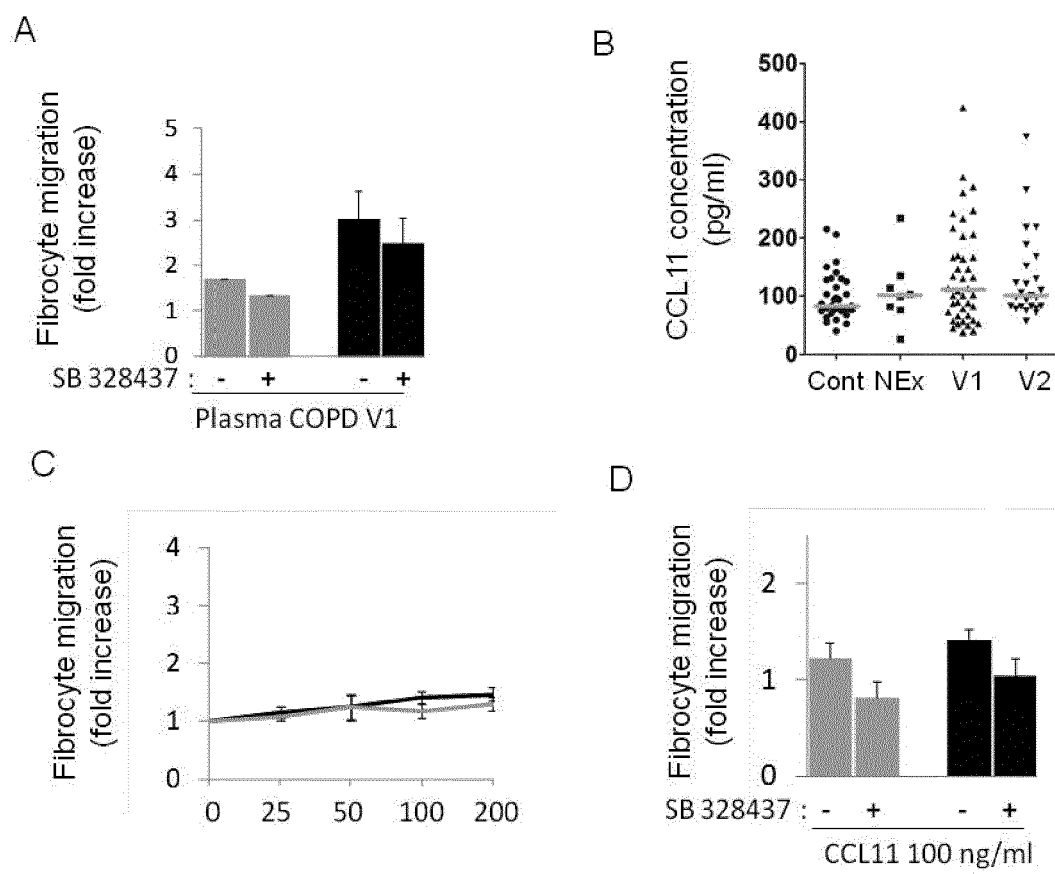 A
Fibrocyte migration
(fold increase)
5
4
3
2
1
0
SB 328437 : - + - +
Plasma COPD V1
B
CCL11 concentration
(pg/ml)
500
400
300
200
100
0
Cont NEx V1 V2
C
Fibrocyte migration
(fold increase)
4
3
2
1
0
0 25 50 100 200
D
Fibrocyte migration
(fold increase)
2
1
0
SB 328437 : - + - +
CCL11 100 ng/ml